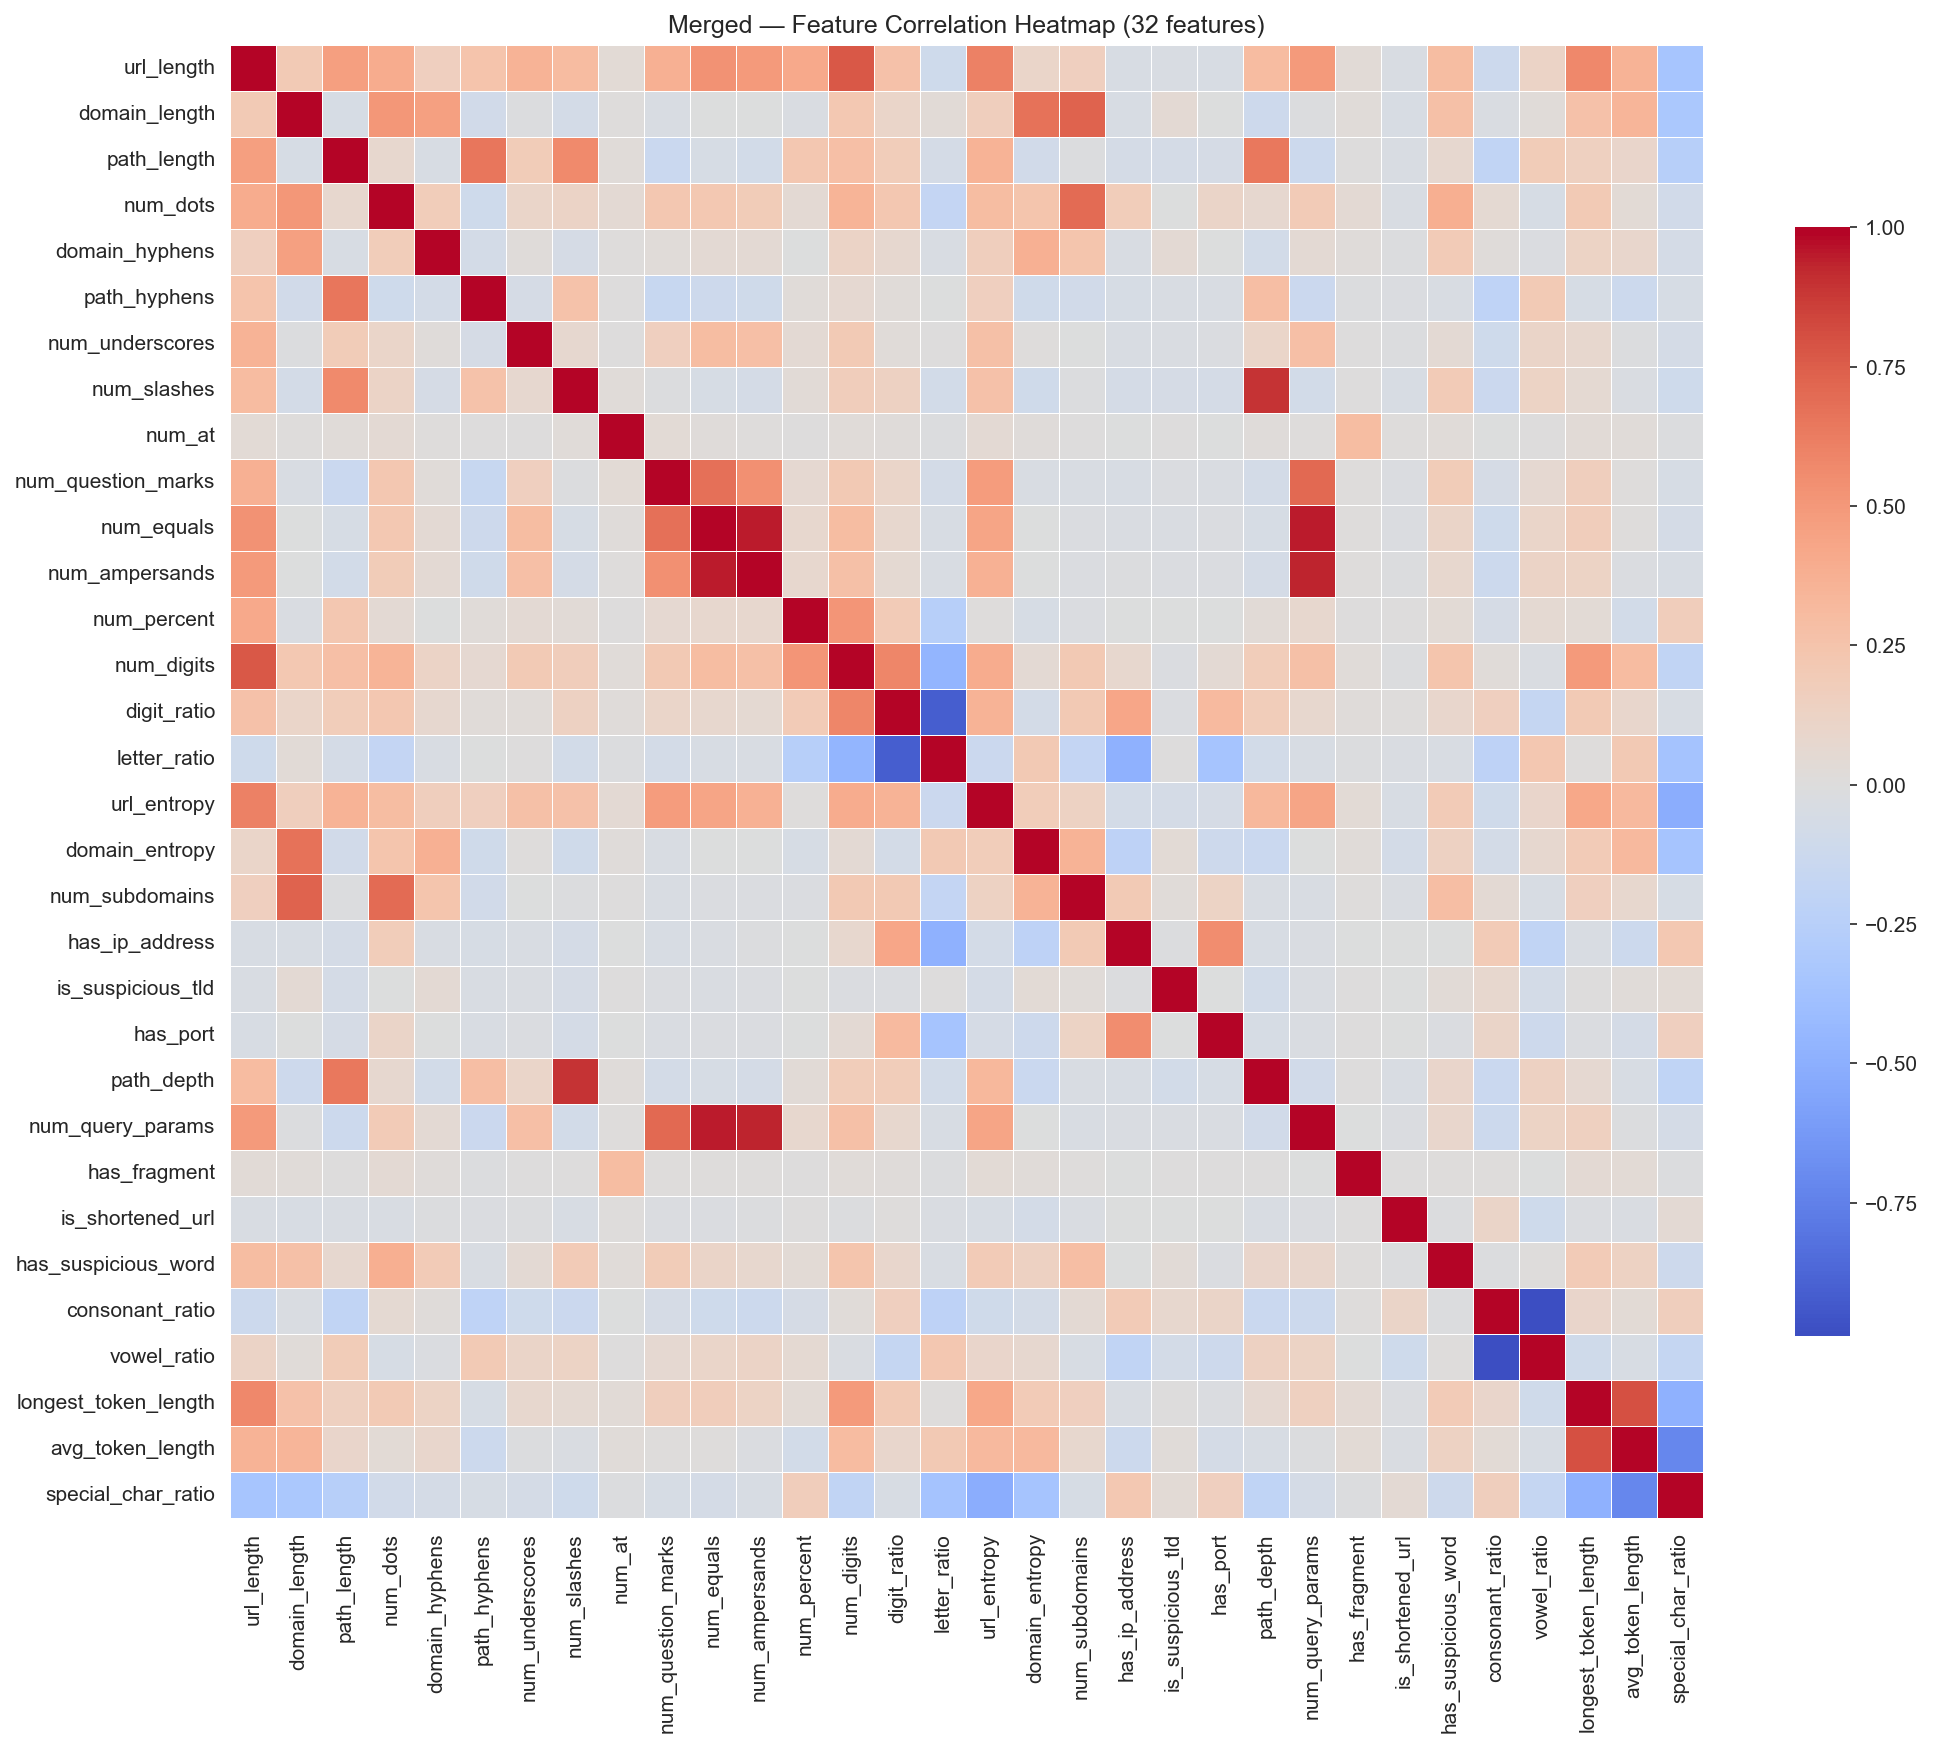 Merged — Feature Correlation Heatmap (32 features)
url_length
domain_length
path_length
num_dots
domain_hyphens
path_hyphens
num_underscores
num_slashes
num_at
num_question_marks
num_equals
num_ampersands
num_percent
num_digits
digit_ratio
letter_ratio
url_entropy
domain_entropy
num_subdomains
has_ip_address
is_suspicious_tld
has_port
path_depth
num_query_params
has_fragment
is_shortened_url
has_suspicious_word
consonant_ratio
vowel_ratio
longest_token_length
avg_token_length
special_char_ratio
url_length
domain_length
path_length
num_dots
domain_hyphens
path_hyphens
num_underscores
num_slashes
num_at
num_question_marks
num_equals
num_ampersands
num_percent
num_digits
digit_ratio
letter_ratio
url_entropy
domain_entropy
num_subdomains
has_ip_address
is_suspicious_tld
has_port
path_depth
num_query_params
has_fragment
is_shortened_url
has_suspicious_word
consonant_ratio
vowel_ratio
longest_token_length
avg_token_length
special_char_ratio
1.00
0.75
0.50
0.25
0.00
−0.25
−0.50
−0.75